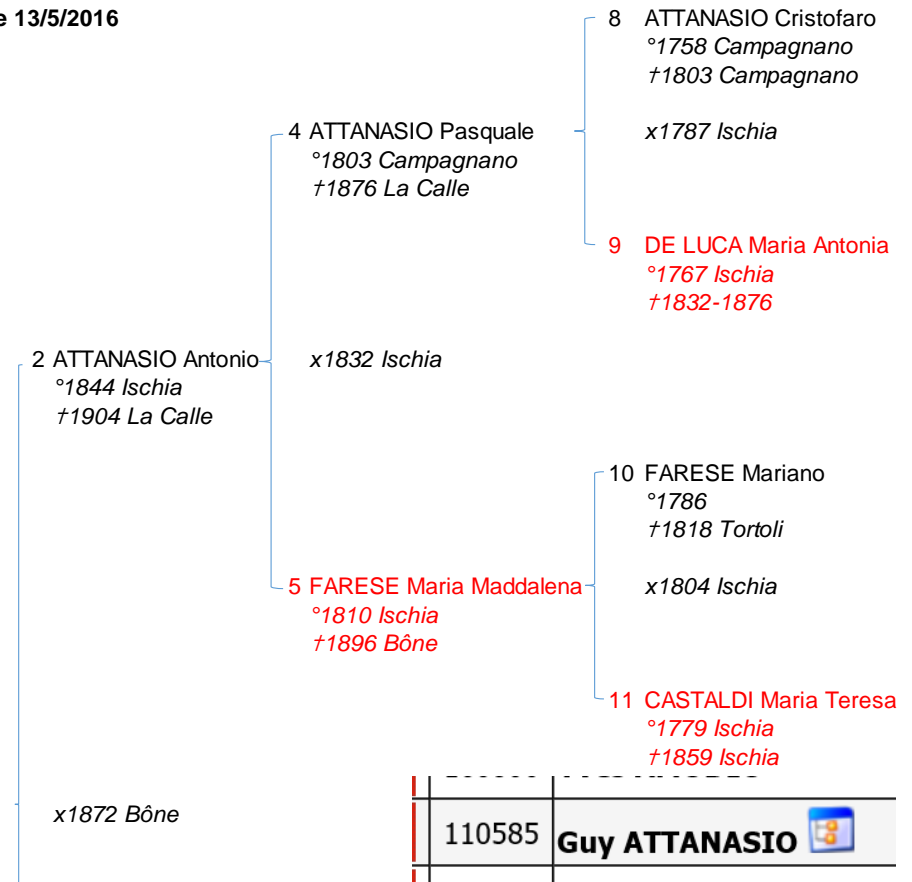 e 13/5/2016
8 ATTANASIO Cristofaro
°1758 Campagnano
†1803 Campagnano
4 ATTANASIO Pasquale
x1787 Ischia
°1803 Campagnano
†1876 La Calle
9 DE LUCA Maria Antonia
°1767 Ischia
†1832-1876
2 ATTANASIO Antonio
x1832 Ischia
°1844 Ischia
†1904 La Calle
10 FARESE Mariano
°1786
†1818 Tortoli
5 FARESE Maria Maddalena
x1804 Ischia
°1810 Ischia
†1896 Bône
11 CASTALDI Maria Teresa
°1779 Ischia
†1859 Ischia
x1872 Bône
110585 Guy ATTANASIO